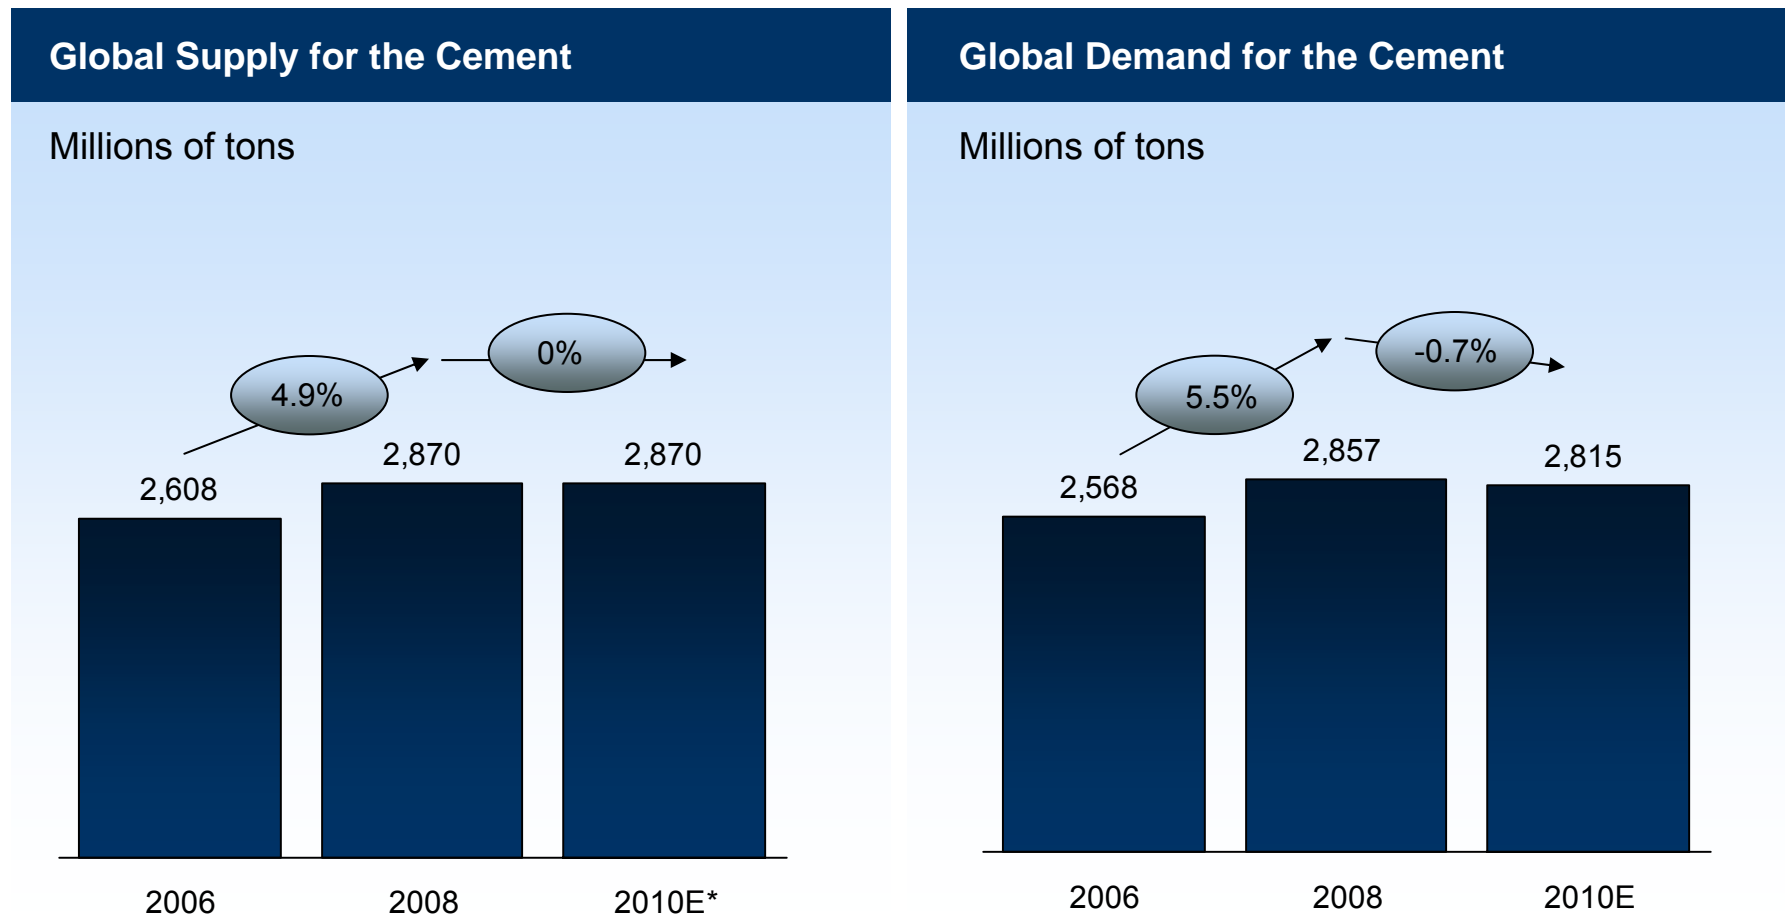 Global Supply for the Cement
Millions of tons
4.9%
0%
2,608
2,870
2,870
2006
2008
2010E*
Global Demand for the Cement
Millions of tons
5.5%
-0.7%
2,568
2,857
2,815
2006
2008
2010E